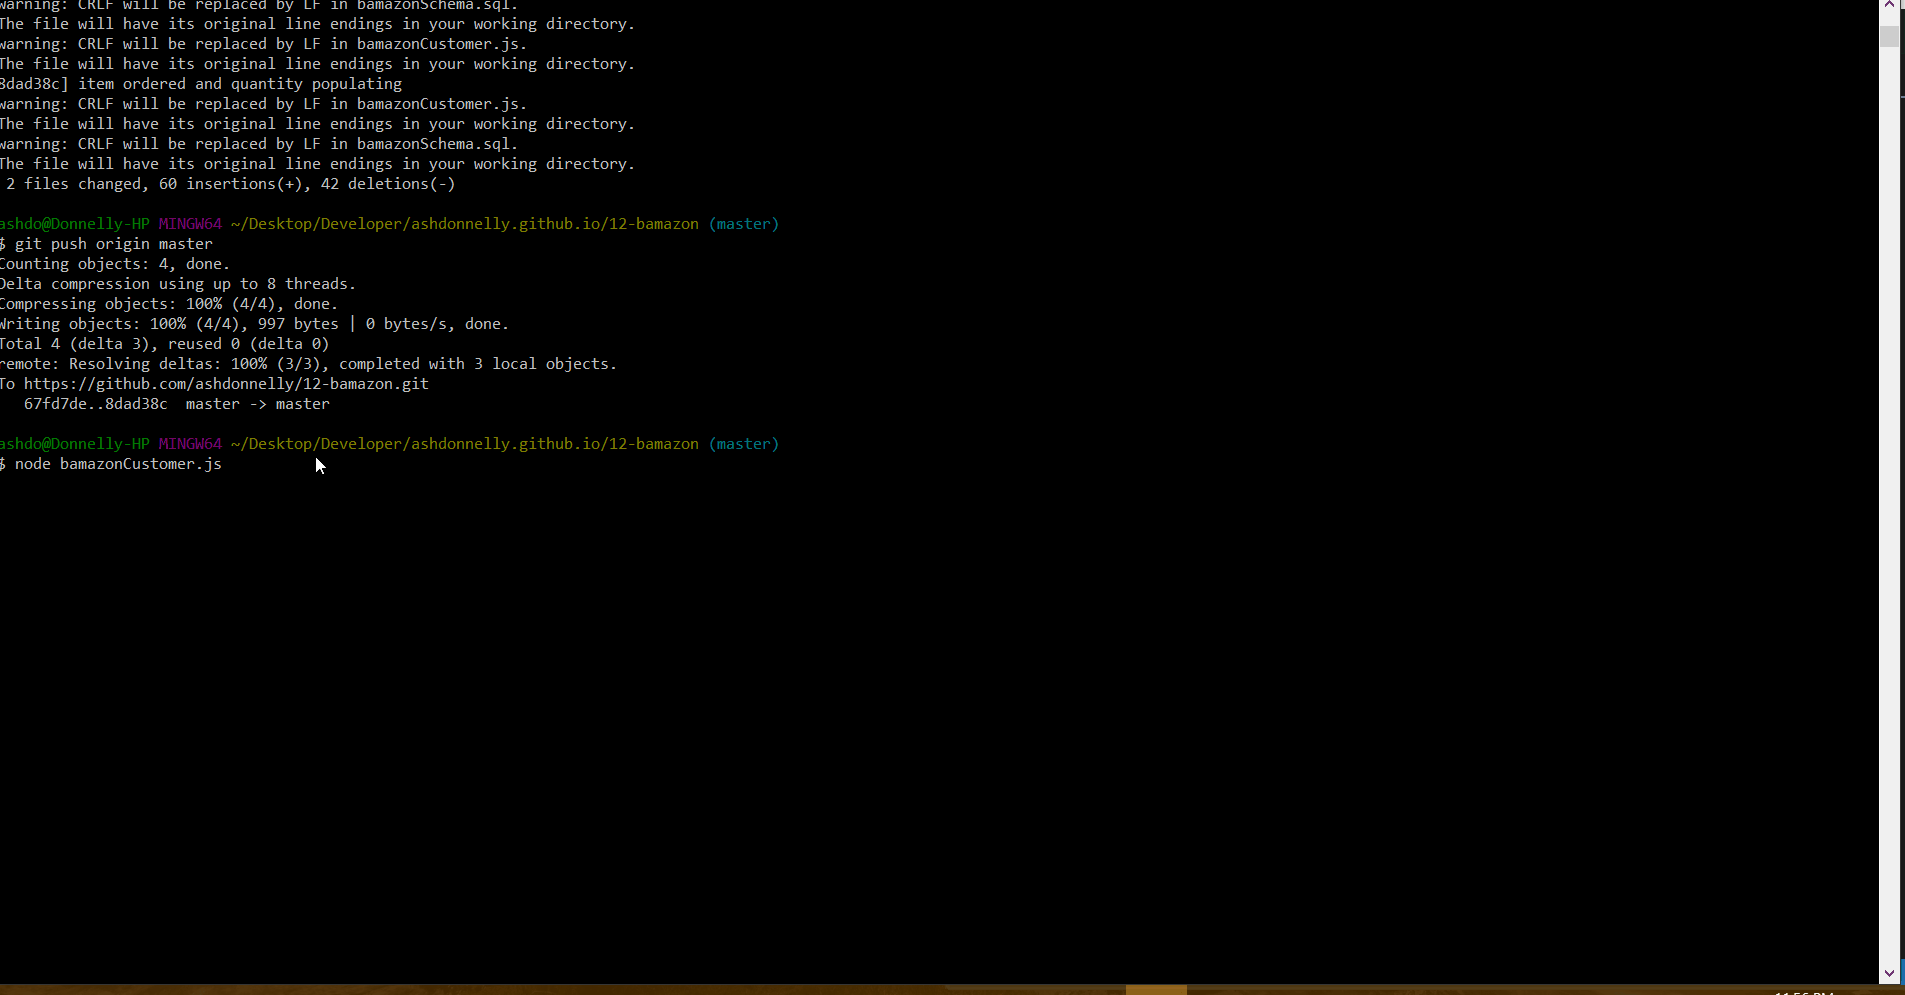 warning: CRLF will be replaced by LF in bamazonSchema.sql.
The file will have its original line endings in your working directory.
warning: CRLF will be replaced by LF in bamazonCustomer.js.
The file will have its original line endings in your working directory.
8dad38c] item ordered and quantity populating
warning: CRLF will be replaced by LF in bamazonCustomer.js.
The file will have its original line endings in your working directory.
warning: CRLF will be replaced by LF in bamazonSchema.sql.
The file will have its original line endings in your working directory.
 2 files changed, 60 insertions(+), 42 deletions(-)
ashdo@Donnelly-HP MINGW64 ~/Desktop/Developer/ashdonnelly.github.io/12-bamazon (master)
$ git push origin master
Counting objects: 4, done.
Delta compression using up to 8 threads.
Compressing objects: 100% (4/4), done.
Writing objects: 100% (4/4), 997 bytes | 0 bytes/s, done.
Total 4 (delta 3), reused 0 (delta 0)
remote: Resolving deltas: 100% (3/3), completed with 3 local objects.
To https://github.com/ashdonnelly/12-bamazon.git
   67fd7de..8dad38c  master -> master
ashdo@Donnelly-HP MINGW64 ~/Desktop/Developer/ashdonnelly.github.io/12-bamazon (master)
$ node bamazonCustomer.js